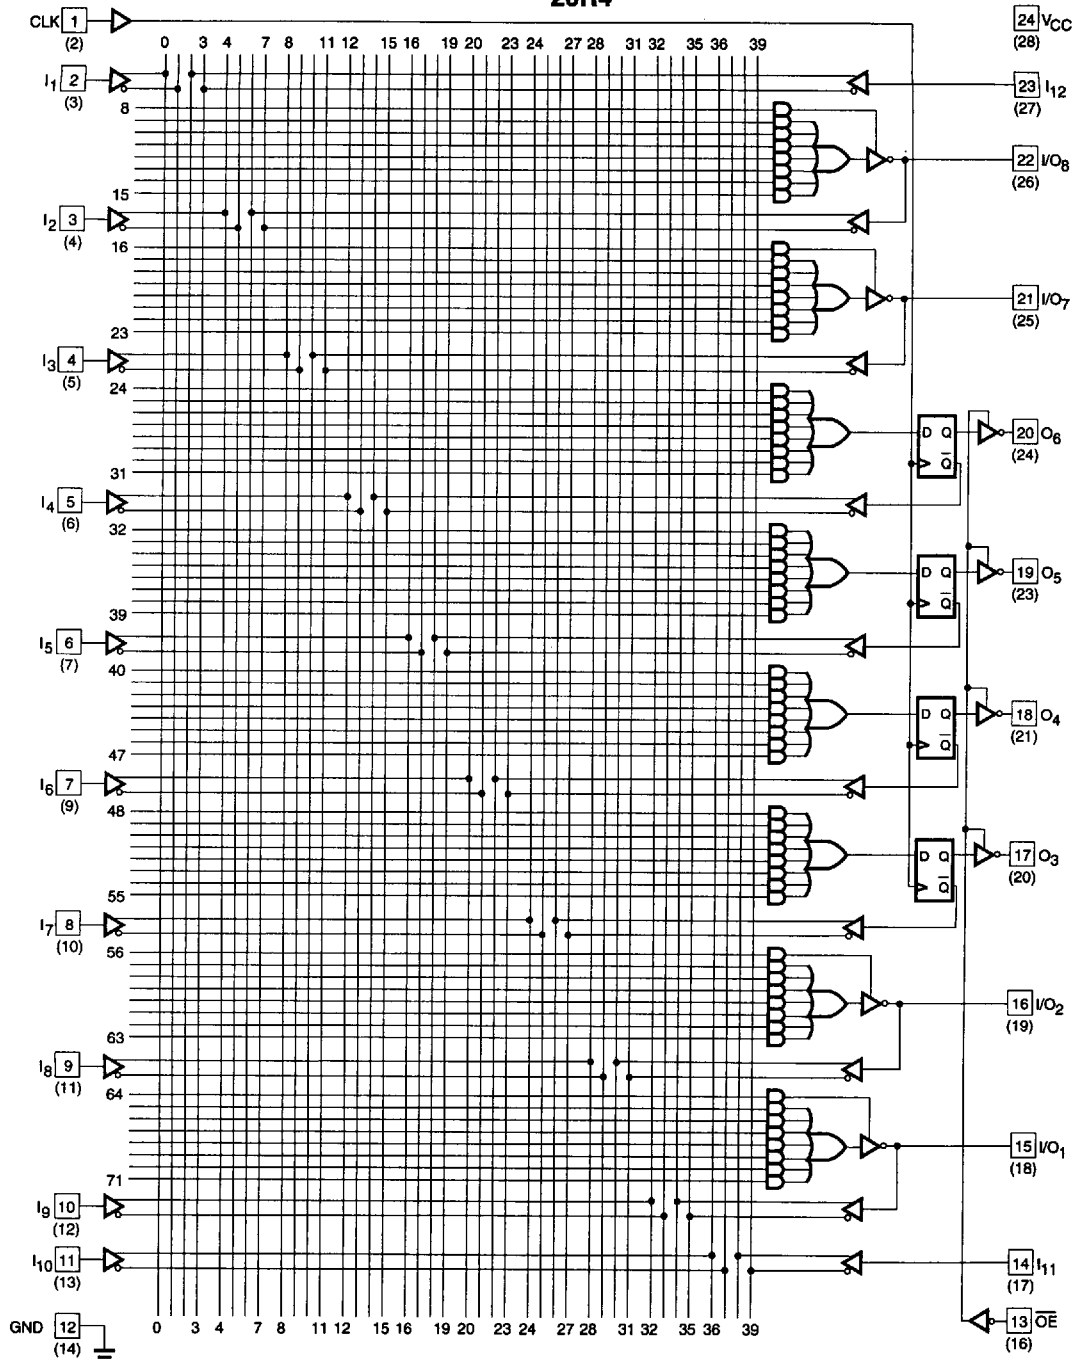 20R4
CLK 1 (2)
24 VCC (28)
0 3 4 7 8 11 12 15 16 19 20 23 24 27 28 31 32 35 36 39
I1 2 (3)
23 I12 (27)
8
22 I/O8 (26)
15
I2 3 (4)
16
21 I/O7 (25)
23
I3 4 (5)
24
D Q
Q̅
20 O6 (24)
31
I4 5 (6)
32
D Q
Q̅
19 O5 (23)
39
I5 6 (7)
40
D Q
Q̅
18 O4 (21)
47
I6 7 (9)
48
D Q
Q̅
17 O3 (20)
55
I7 8 (10)
56
16 I/O2 (19)
63
I8 9 (11)
64
15 I/O1 (18)
71
I9 10 (12)
I10 11 (13)
14 I11 (17)
GND 12 (14)
0 3 4 7 8 11 12 15 16 19 20 23 24 27 28 31 32 35 36 39
13 O̅E̅ (16)